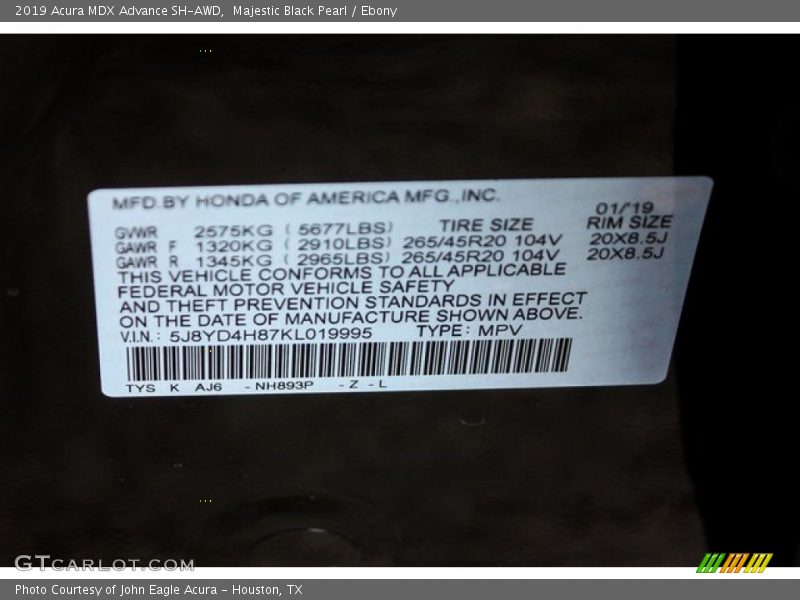 2019 Acura MDX Advance SH-AWD, Majestic Black Pearl / Ebony
MFD.BY HONDA OF AMERICA MFG.,INC.
01/'19
GVWR 2575KG ( 5677LBS) TIRE SIZE RIM SIZE
GAWR F 1320KG ( 2910LBS) 265/45R20 104V 20X8.5J
GAWR R 1345KG ( 2965LBS) 265/45R20 104V 20X8.5J
THIS VEHICLE CONFORMS TO ALL APPLICABLE
FEDERAL MOTOR VEHICLE SAFETY
AND THEFT PREVENTION STANDARDS IN EFFECT
ON THE DATE OF MANUFACTURE SHOWN ABOVE.
V.I.N.: 5J8YD4H87KL019995 TYPE: MPV
TYS K AJ6 -NH893P -Z -L
GTCARLOT.COM
Photo Courtesy of John Eagle Acura - Houston, TX